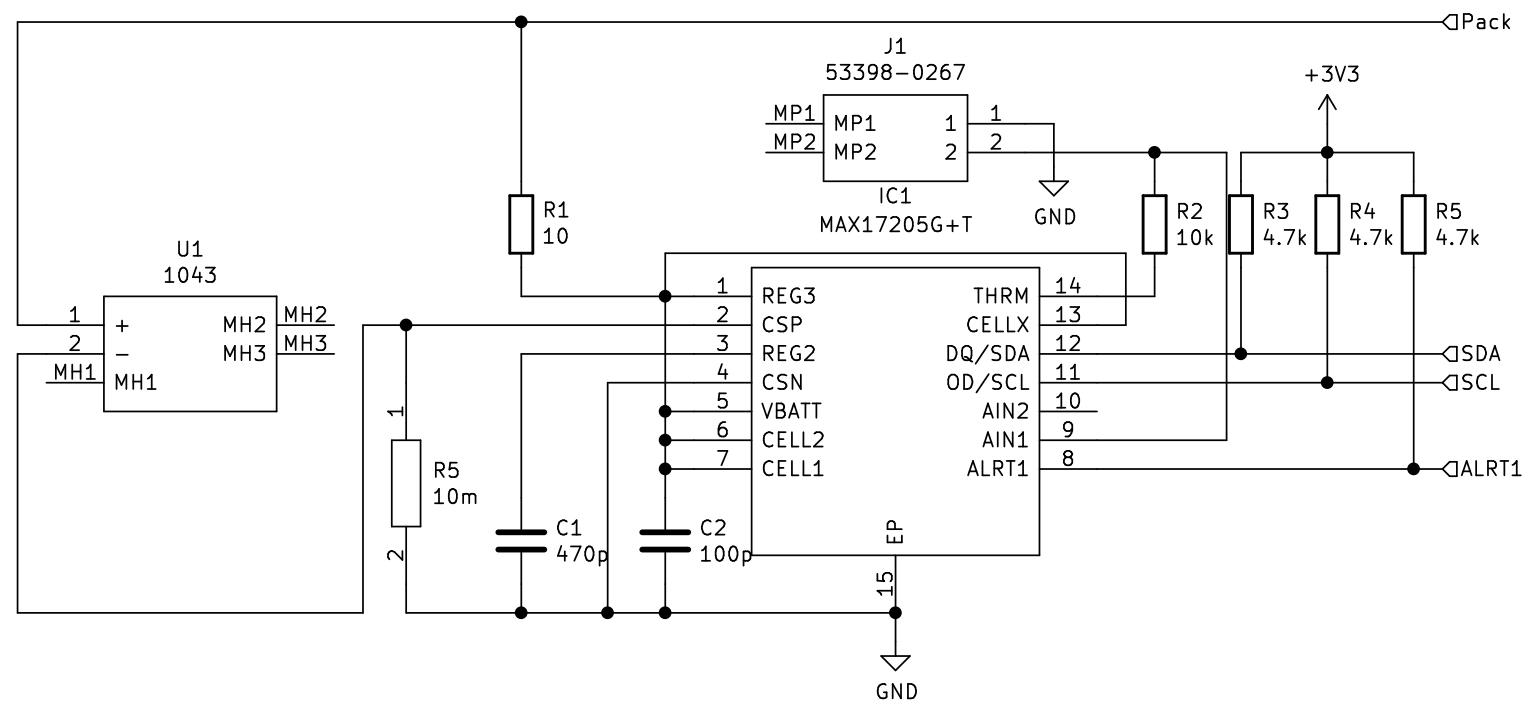 Pack
J1
53398-0267
+3V3
MP1
MP1
1
1
MP2
MP2
2
2
IC1
MAX17205G+T
GND
R1
10
R2
10k
R3
4.7k
R4
4.7k
R5
4.7k
U1
1043
1
+
MH2
MH2
2
−
MH3
MH3
MH1
MH1
1
REG3
THRM
14
2
CSP
CELLX
13
3
REG2
DQ/SDA
12
SDA
4
CSN
OD/SCL
11
SCL
5
VBATT
AIN2
10
6
CELL2
AIN1
9
7
CELL1
ALRT1
8
ALRT1
1
R5
10m
2
C1
470p
C2
100p
EP
15
GND